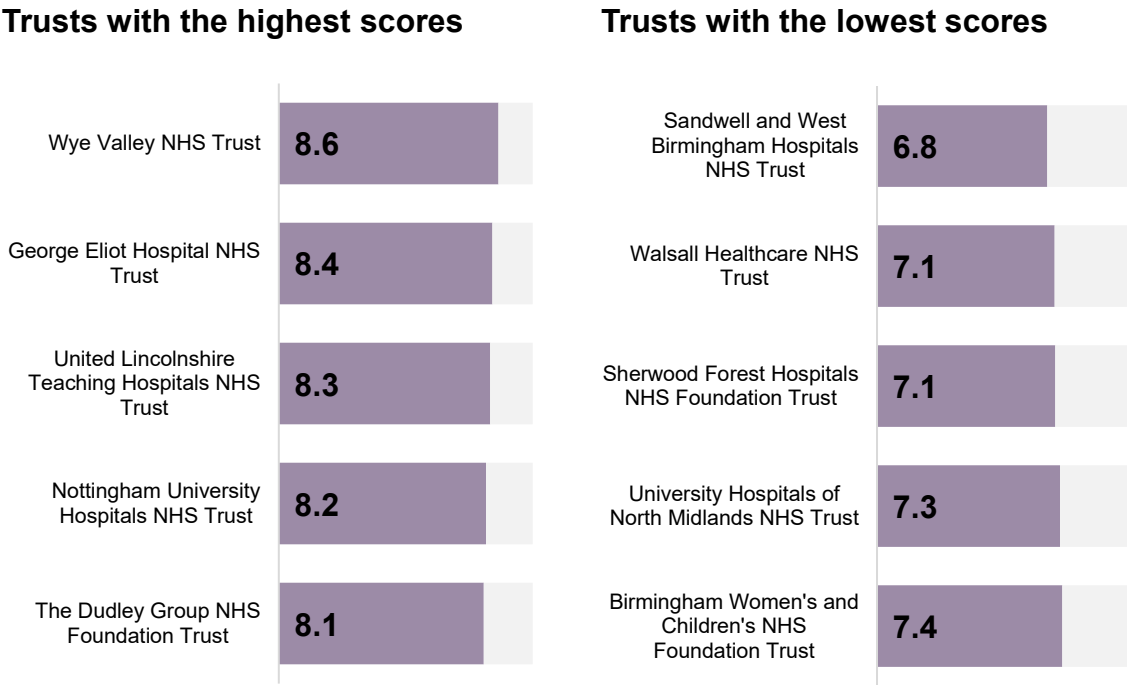 Trusts with the highest scores
Wye Valley NHS Trust
8.6
George Eliot Hospital NHS
Trust
8.4
United Lincolnshire
Teaching Hospitals NHS
Trust
8.3
Nottingham University
Hospitals NHS Trust
8.2
The Dudley Group NHS
Foundation Trust
8.1
Trusts with the lowest scores
Sandwell and West
Birmingham Hospitals
NHS Trust
6.8
Walsall Healthcare NHS
Trust
7.1
Sherwood Forest Hospitals
NHS Foundation Trust
7.1
University Hospitals of
North Midlands NHS Trust
7.3
Birmingham Women's and
Children's NHS
Foundation Trust
7.4